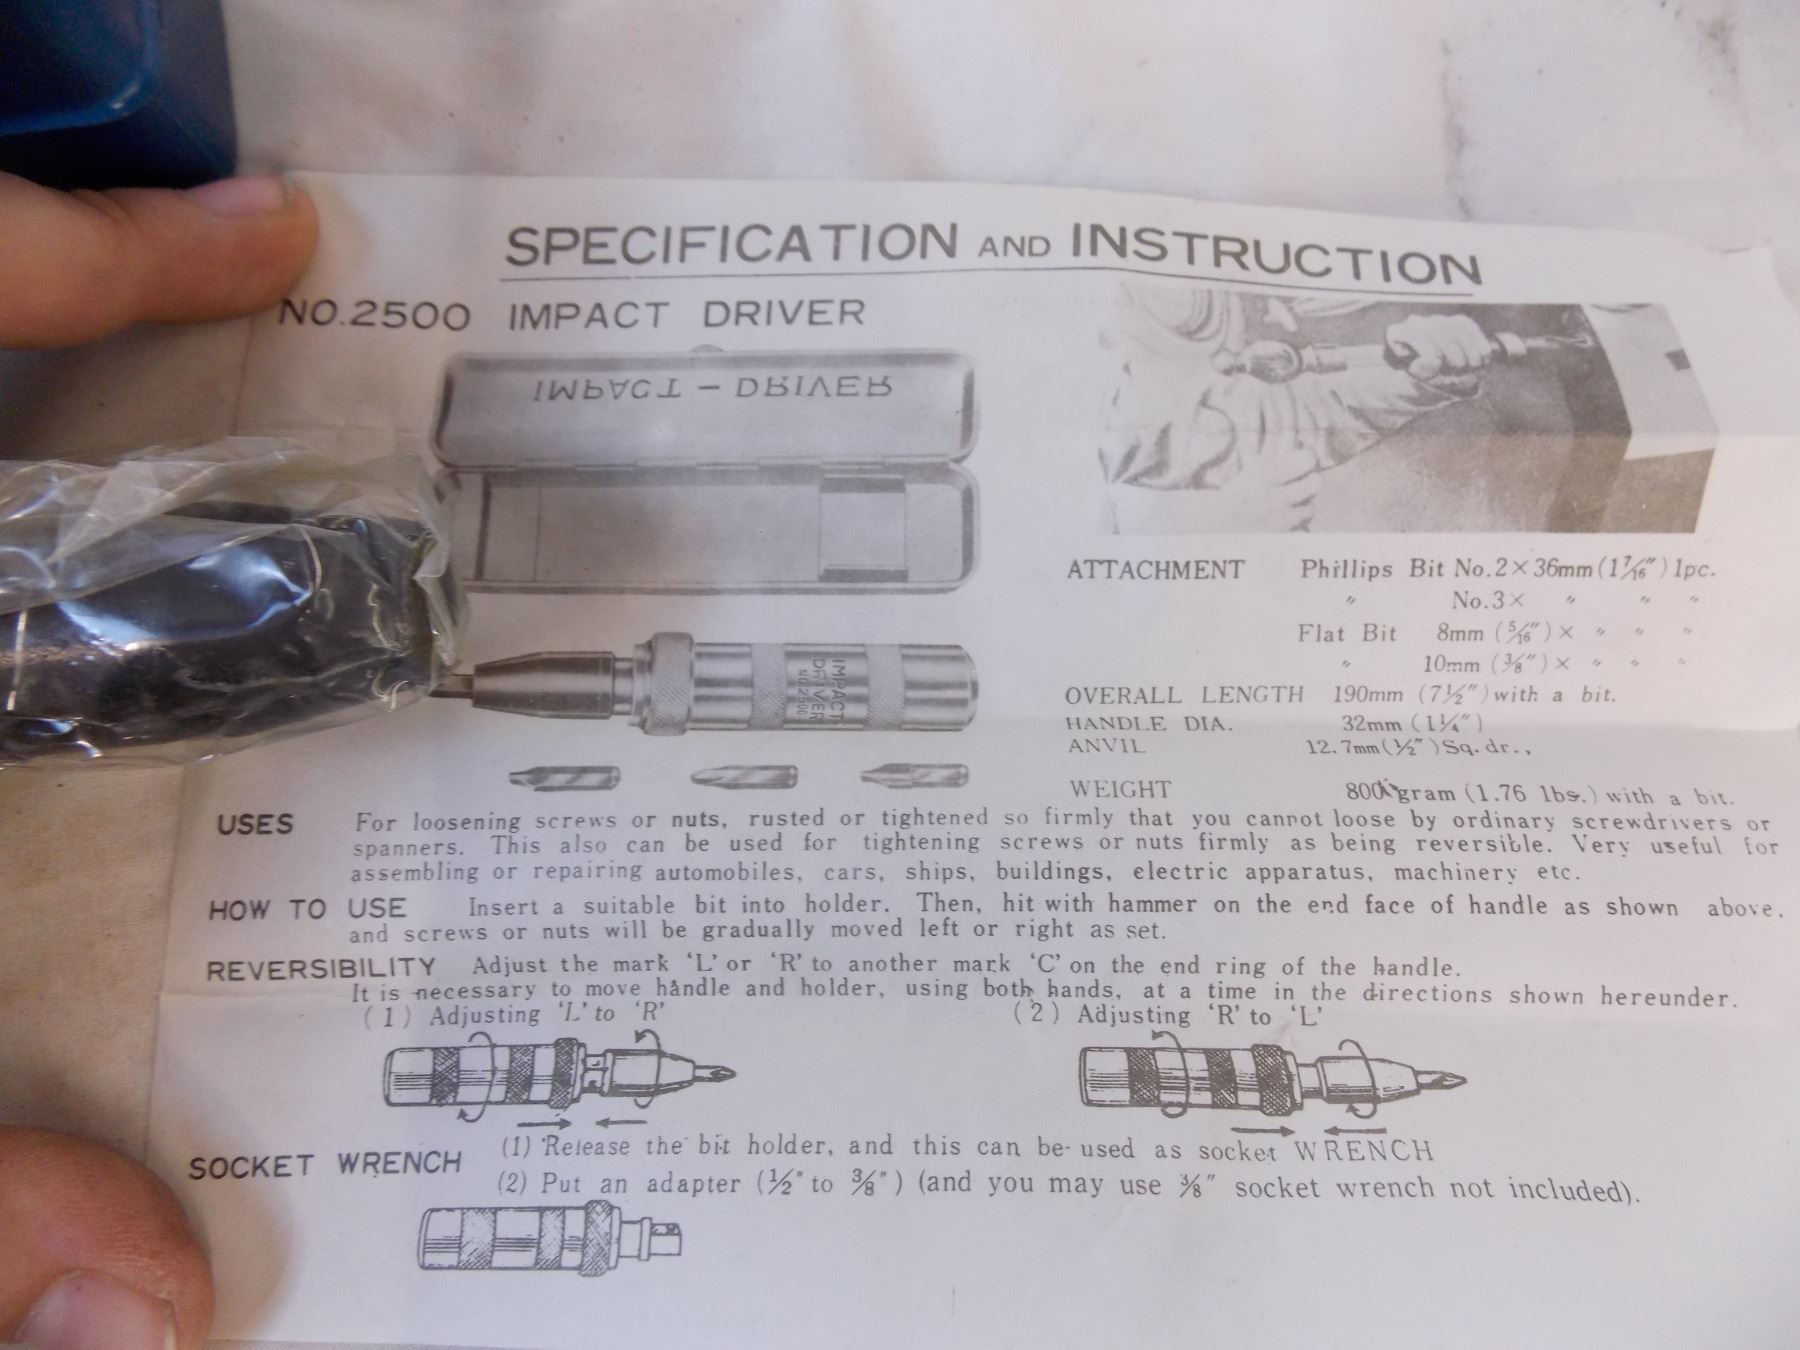 SPECIFICATION AND INSTRUCTION
NO.2500 IMPACT DRIVER
IMPACT - DRIVER
IMPACT
DRIVER
NO.2500
ATTACHMENT Phillips Bit No.2×36mm(1 7/16″) 1pc.
〃 No.3× 〃 〃 〃
Flat Bit 8mm (5/16″)× 〃 〃 〃
〃 10mm (3/8″)× 〃 〃 〃
OVERALL LENGTH 190mm (7½″) with a bit.
HANDLE DIA. 32mm (1¼″)
ANVIL 12.7mm(½″) Sq. dr.,
WEIGHT 800 gram (1.76 lbs.) with a bit.
USES For loosening screws or nuts, rusted or tightened so firmly that you cannot loose by ordinary screwdrivers or
spanners. This also can be used for tightening screws or nuts firmly as being reversible. Very useful for
assembling or repairing automobiles, cars, ships, buildings, electric apparatus, machinery etc.
HOW TO USE Insert a suitable bit into holder. Then, hit with hammer on the end face of handle as shown above.
and screws or nuts will be gradually moved left or right as set.
REVERSIBILITY Adjust the mark 'L' or 'R' to another mark 'C' on the end ring of the handle.
It is necessary to move handle and holder, using both hands, at a time in the directions shown hereunder.
(1) Adjusting 'L' to 'R' (2) Adjusting 'R' to 'L'
SOCKET WRENCH (1) Release the bit holder, and this can be used as socket WRENCH
(2) Put an adapter (½″ to ⅜″) (and you may use ⅜″ socket wrench not included).